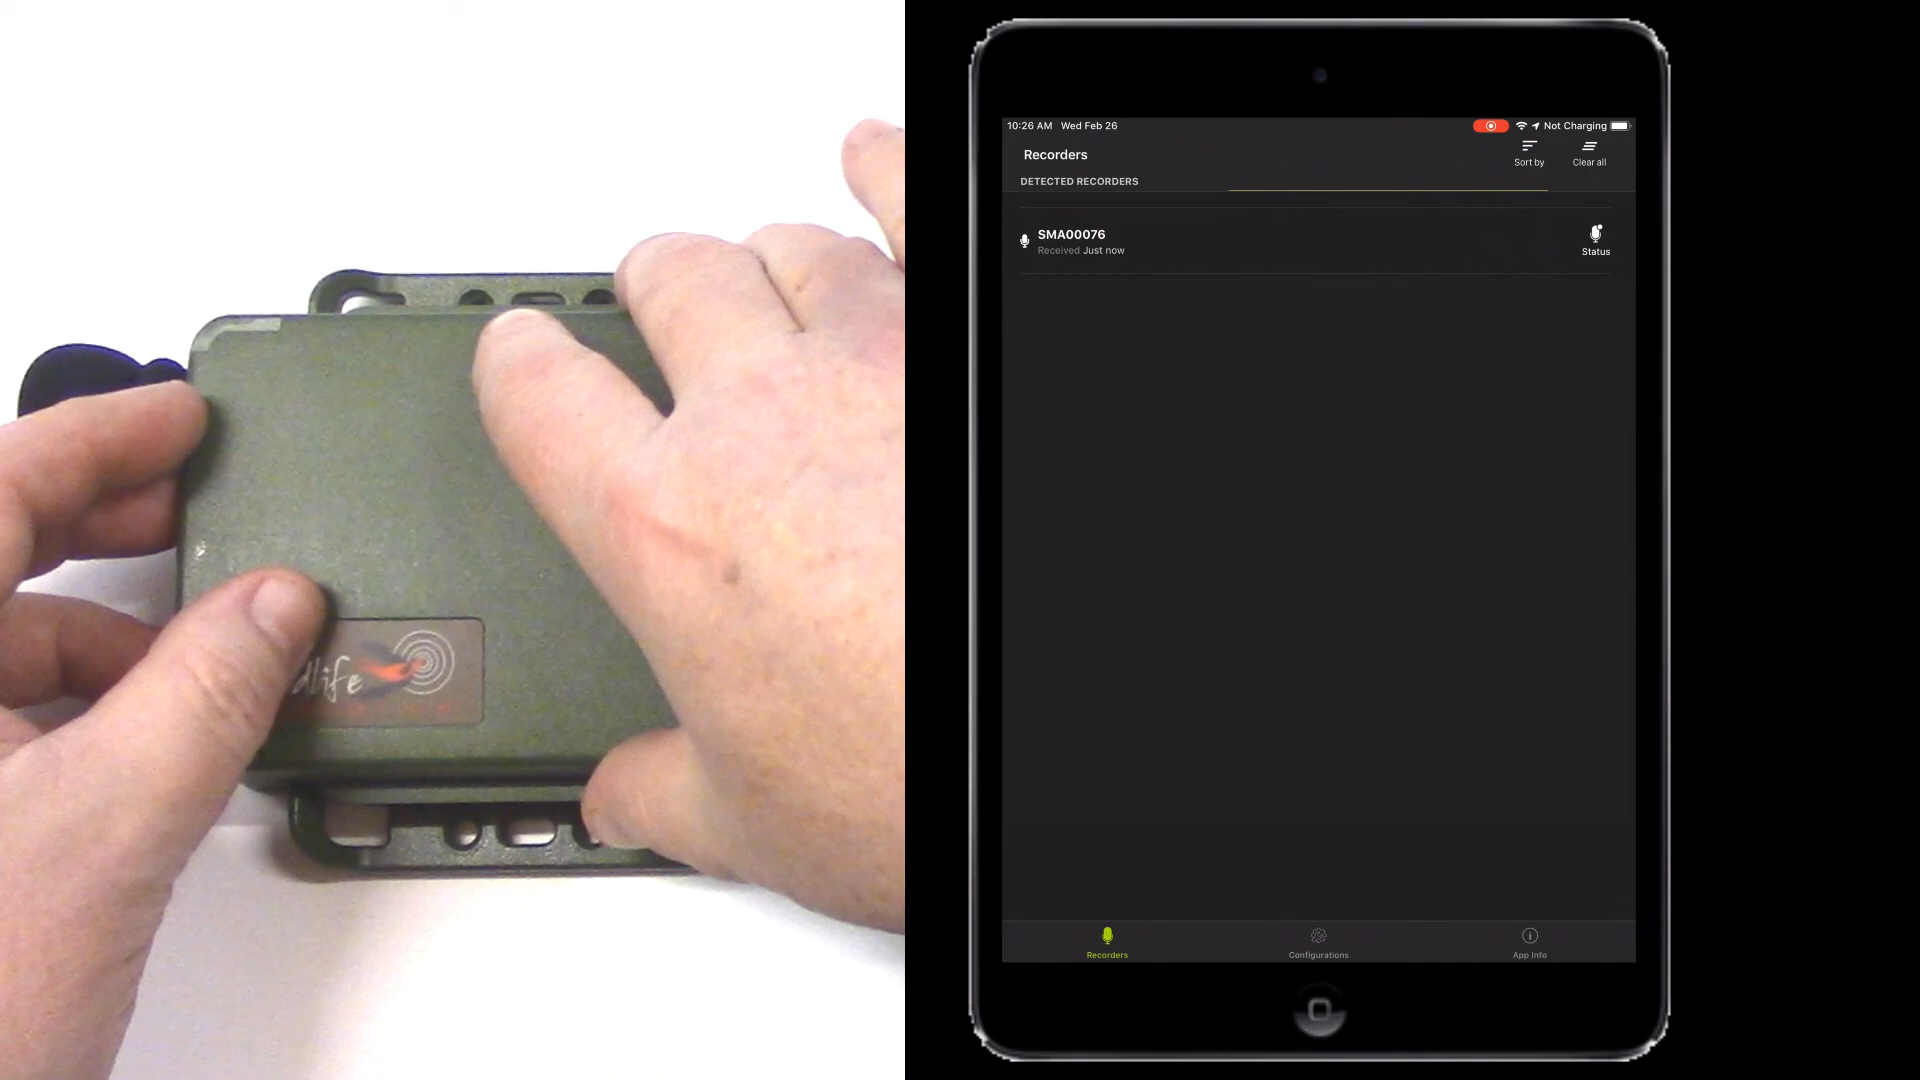 dlife
10:26 AM Wed Feb 26
Not Charging
Recorders
Sort by
Clear all
DETECTED RECORDERS
SMA00076
Received Just now
Status
Recorders
Configurations
App Info